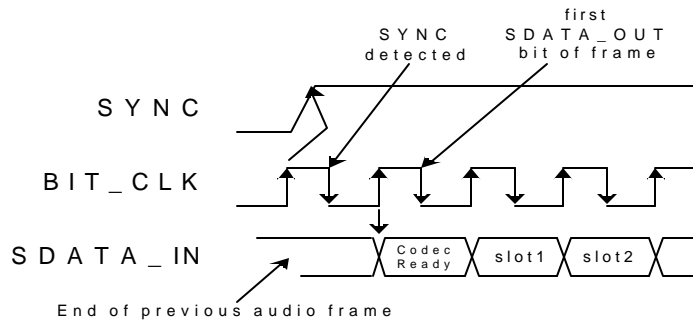 first
SYNC
detected
SDATA_OUT
bit of frame
SYNC
BIT_CLK
SDATA_IN
Codec
Ready
slot1
slot2
End of previous audio frame